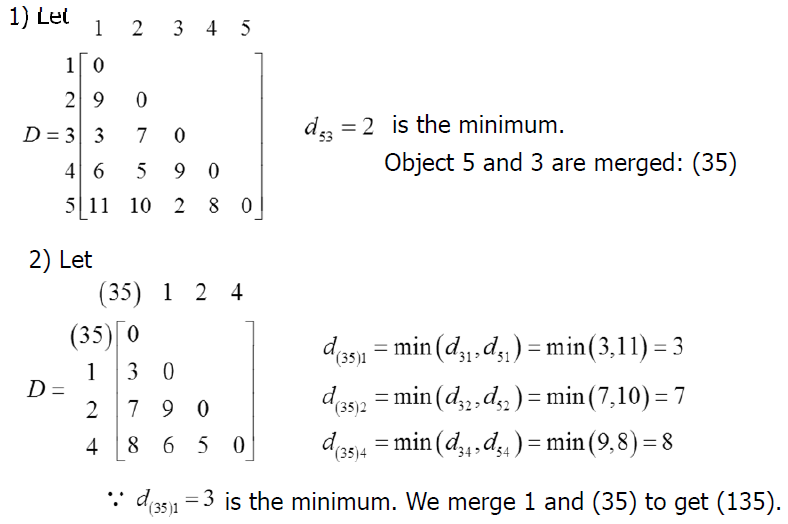 1) Let
1 2 3 4 5
1 0
2 9 0
D = 3 3 7 0
4 6 5 9 0
5 11 10 2 8 0
d₅₃ = 2 is the minimum.
Object 5 and 3 are merged: (35)
2) Let
(35) 1 2 4
(35) 0
1 3 0
D =
2 7 9 0
4 8 6 5 0
d₍₃₅₎₁ = min(d₃₁, d₅₁) = min(3,11) = 3
d₍₃₅₎₂ = min(d₃₂, d₅₂) = min(7,10) = 7
d₍₃₅₎₄ = min(d₃₄, d₅₄) = min(9,8) = 8
∵ d₍₃₅₎₁ = 3 is the minimum. We merge 1 and (35) to get (135).